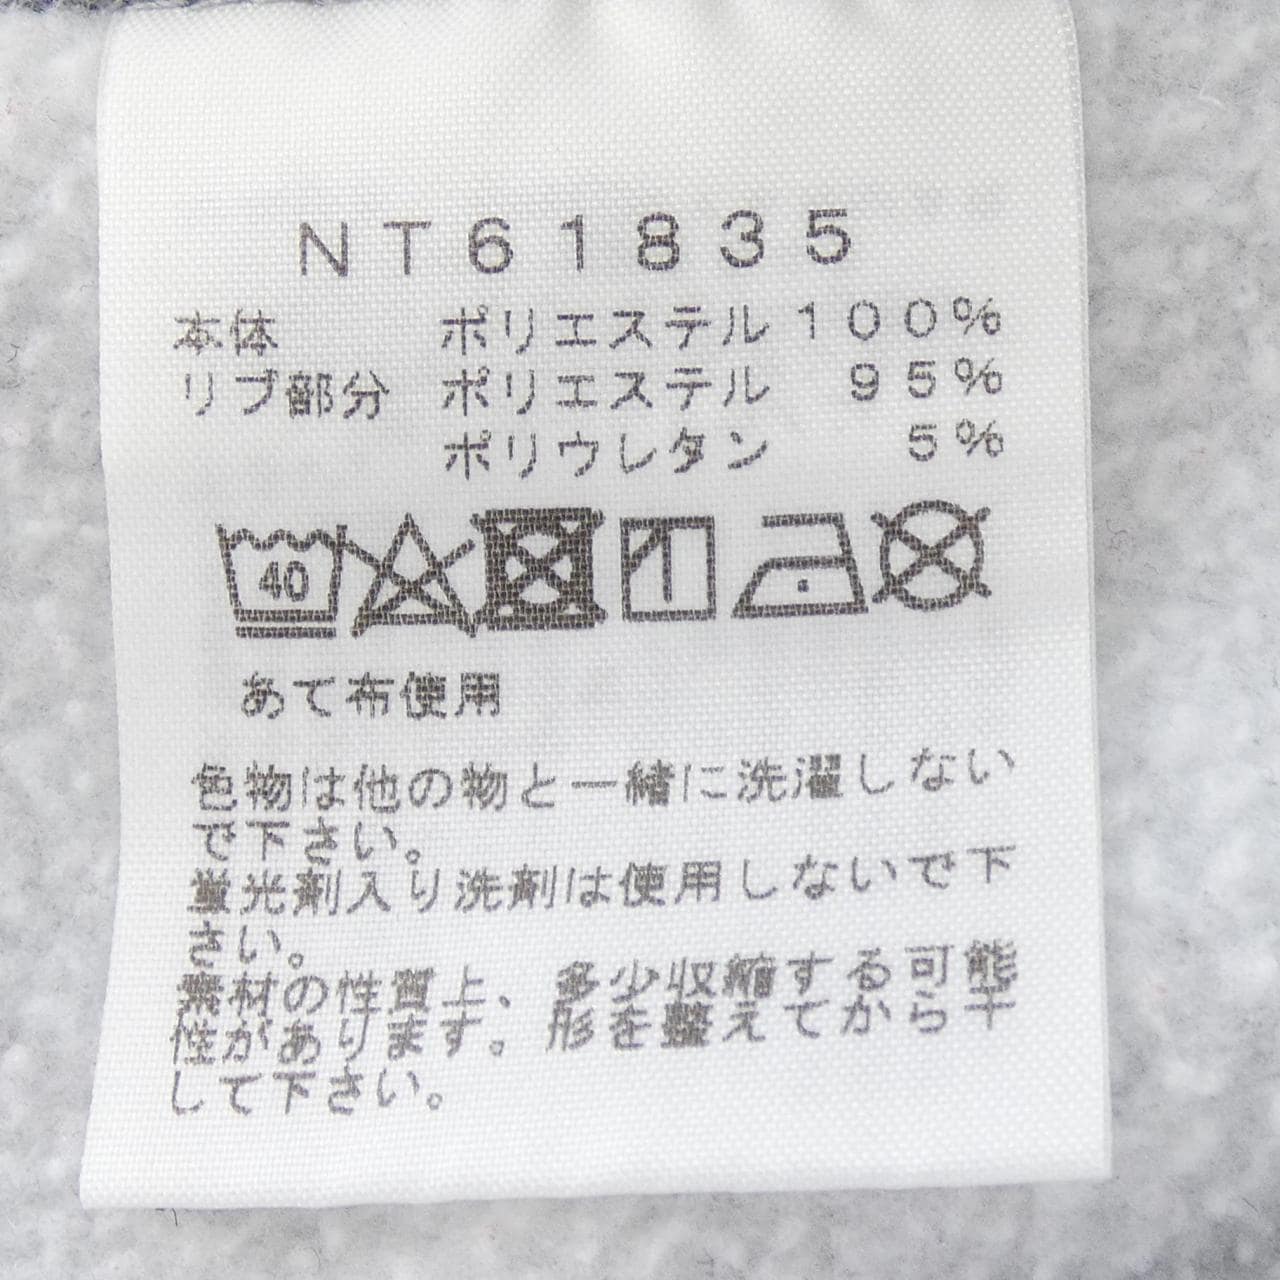 NT61835
本体 ポリエステル 100%
リブ部分 ポリエステル 95%
ポリウレタン 5%
40
あて布使用
色物は他の物と一緒に洗濯しない
で下さい。
蛍光剤入り洗剤は使用しないで下
さい。
素材の性質上、多少収縮する可能
性があります。形を整えてから干
して下さい。